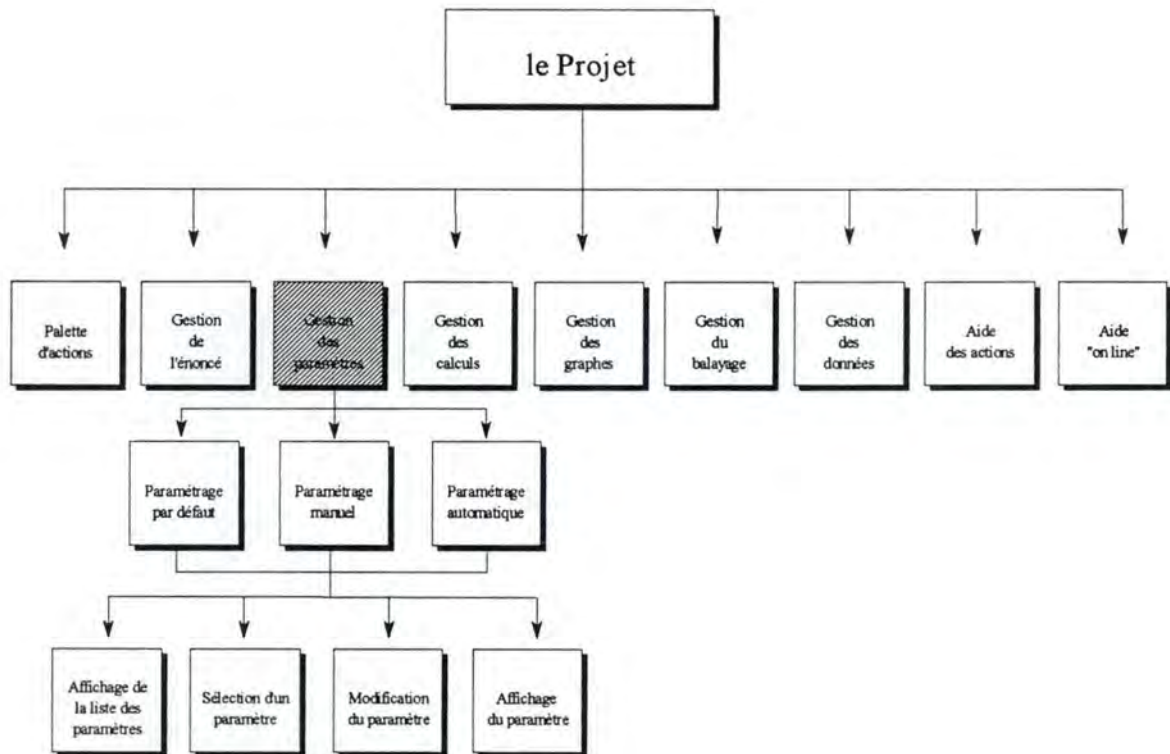 le Projet
Palette
d'actions
Gestion
de
l'énoncé
Gestion
des
paramètres
Gestion
des
calculs
Gestion
des
graphes
Gestion
du
balayage
Gestion
des
données
Aide
des actions
Aide
"on line"
Paramétrage
par défaut
Paramétrage
manuel
Paramétrage
automatique
Affichage de
la liste des
paramètres
Sélection d'un
paramètre
Modification
du paramètre
Affichage
du paramètre